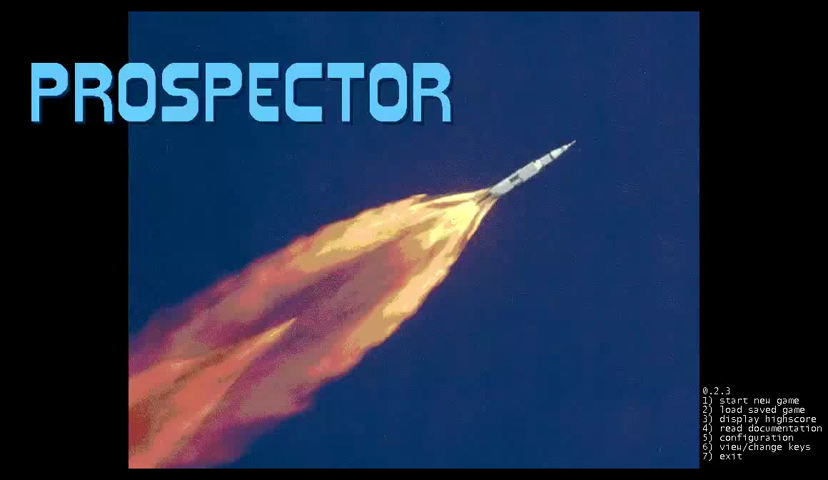 PROSPECTOR
0.2.3
1) start new game
2) load saved game
3) display highscore
4) read documentation
5) configuration
6) view/change keys
7) exit